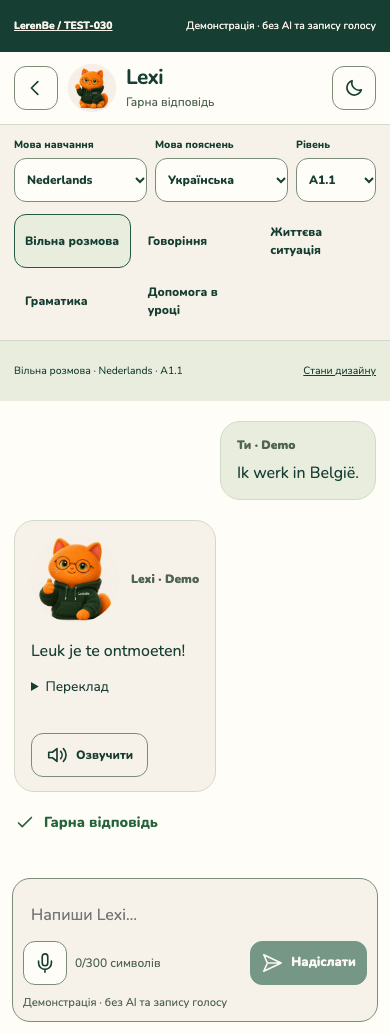 LerenBe / TEST-030
Демонстрація · без AI та запису голосу
Lexi
Гарна відповідь
Мова навчання
Мова пояснень
Рівень
Nederlands
Українська
A1.1
Вільна розмова
Говоріння
Життєва
ситуація
Граматика
Допомога в
уроці
Вільна розмова · Nederlands · A1.1
Стани дизайну
Ти · Demo
Ik werk in België.
Lexi · Demo
Leuk je te ontmoeten!
Переклад
Озвучити
Гарна відповідь
Напиши Lexi...
0/300 символів
Надіслати
Демонстрація · без AI та запису голосу